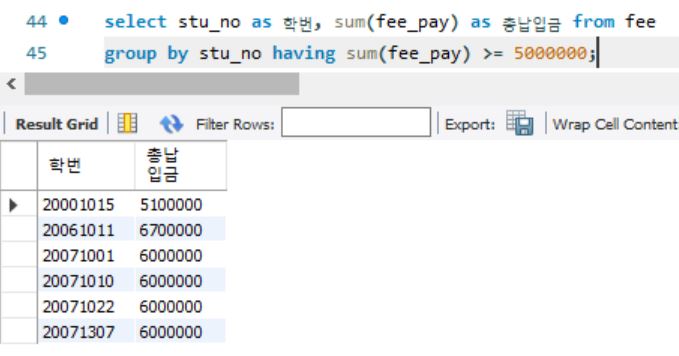 44 select stu_no as 학번, sum(fee_pay) as 총납입금 from fee
45 group by stu_no having sum(fee_pay) >= 5000000;
Result Grid Filter Rows: Export: Wrap Cell Content
학번 총납
입금
20001015 5100000
20061011 6700000
20071001 6000000
20071010 6000000
20071022 6000000
20071307 6000000